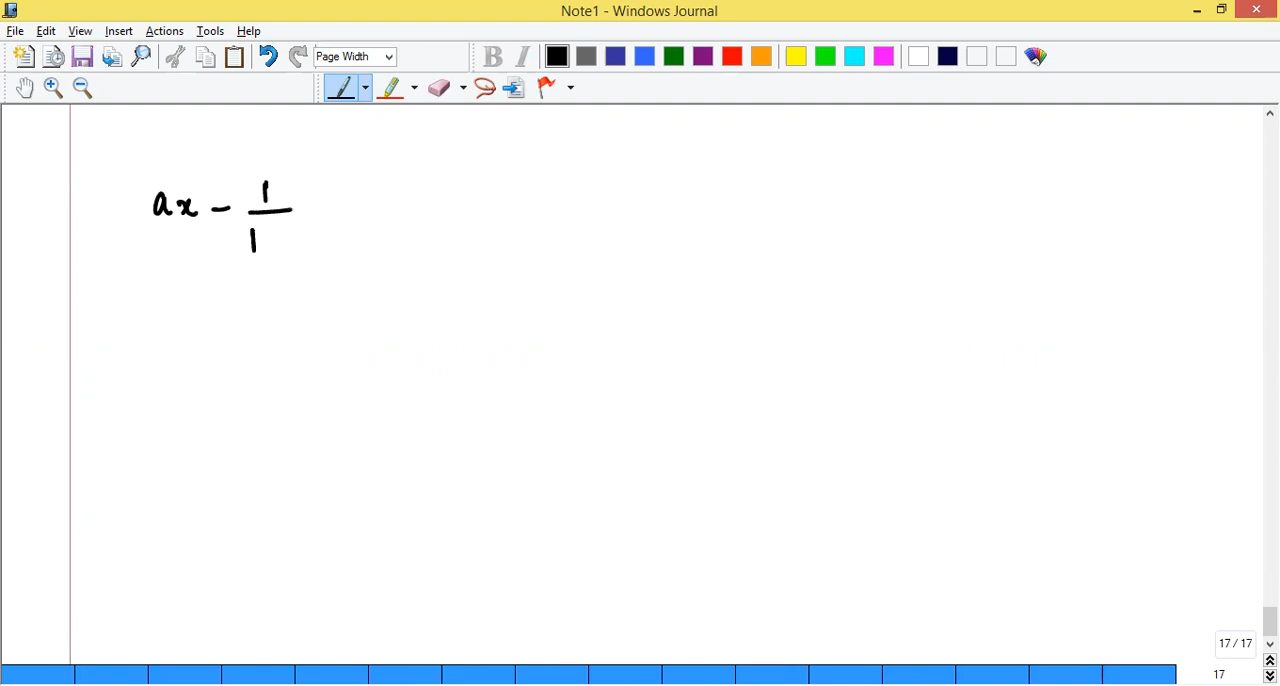 Note1 - Windows Journal
File Edit View Insert Actions Tools Help
Page Width B I
ax - 1/1
17 / 17
17